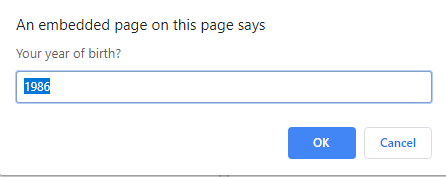 An embedded page on this page says
Your year of birth?
1986
OK
Cancel